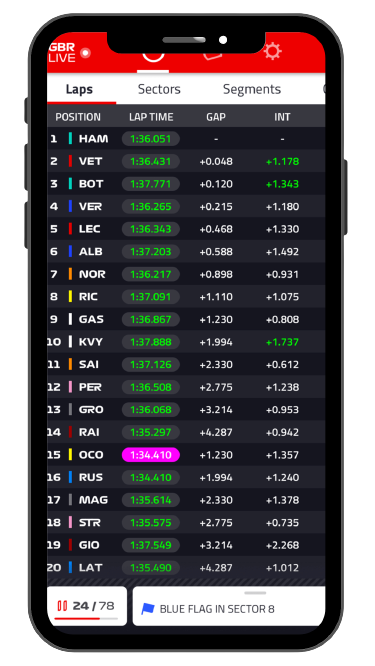 GBR
LIVE
Laps Sectors Segments
POSITION LAP TIME GAP INT
1 HAM 1:36.051 - -
2 VET 1:36.431 +0.048 +1.178
3 BOT 1:37.771 +0.120 +1.343
4 VER 1:36.265 +0.215 +1.180
5 LEC 1:36.343 +0.468 +1.330
6 ALB 1:37.203 +0.588 +1.492
7 NOR 1:36.217 +0.898 +0.931
8 RIC 1:37.091 +1.110 +1.075
9 GAS 1:36.867 +1.230 +0.808
10 KVY 1:37.888 +1.994 +1.737
11 SAI 1:37.126 +2.330 +0.612
12 PER 1:36.508 +2.775 +1.238
13 GRO 1:36.068 +3.214 +0.953
14 RAI 1:35.297 +4.287 +0.942
15 OCO 1:34.410 +1.230 +1.357
16 RUS 1:34.410 +1.994 +1.240
17 MAG 1:35.614 +2.330 +1.378
18 STR 1:35.575 +2.775 +0.735
19 GIO 1:37.549 +3.214 +2.268
20 LAT 1:35.490 +4.287 +1.012
24 / 78
BLUE FLAG IN SECTOR 8